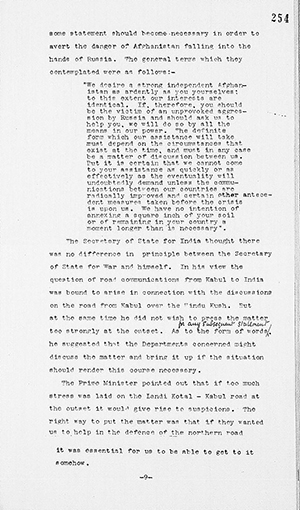 254
some statement should become necessary in order to
avert the danger of Afghanistan falling into the
hands of Russia. The general terms which they
contemplated were as follows:-
"We desire a strong independent Afghan-
istan as ardently as you yourselves:
to this extent our interests are
identical. If, therefore, you should
be the victim of an unprovoked aggres-
sion by Russia and should ask us to
help you, we will do so by all the
means in our power. The definite
form which our assistance will take
must depend on the circumstances that
exist at the time, and must in any case
be a matter of discussion between us.
But it is certain that we cannot come
to your assistance as quickly or as
effectively as the eventuality will
undoubtedly demand unless the commu-
nications between our countries are
radically improved and certain other antece-
dent measures taken before the crisis
is upon us. We have no intention of
annexing a square inch of your soil
or of remaining in your country a
moment longer than is necessary".
The Secretary of State for India thought there
was no difference in principle between the Secretary
of State for War and himself. In his view the
question of road communications from Kabul to India
was bound to arise in connection with the discussions
on the road from Kabul over the Hindu Kush. But
at the same time he did not wish to press the matter
for any subsequent statement
too strongly at the outset. As to the form of words
he suggested that the Departments concerned might
discuss the matter and bring it up if the situation
should render this course necessary.
The Prime Minister pointed out that if too much
stress was laid on the Landi Kotal - Kabul road at
the outset it would give rise to suspicions. The
right way to put the matter was that if they wanted
us to help in the defence of the northern road
it was essential for us to be able to get to it
somehow.
-9-